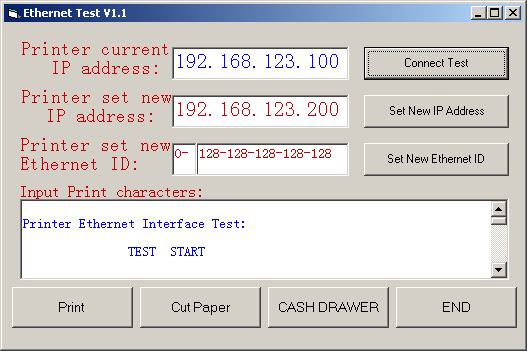 Ethernet Test V1.1
Printer current
IP address:
192.168.123.100
Connect Test
Printer set new
IP address:
192.168.123.200
Set New IP Address
Printer set new
Ethernet ID:
0-
128-128-128-128-128
Set New Ethernet ID
Input Print characters:
Printer Ethernet Interface Test:
TEST START
Print
Cut Paper
CASH DRAWER
END